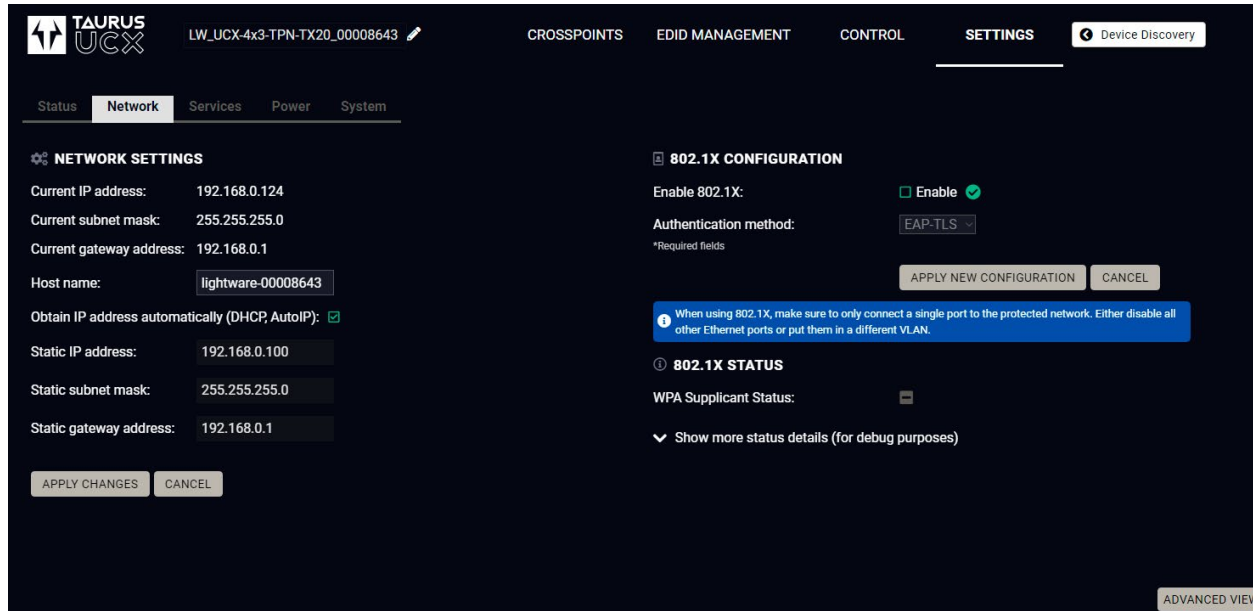 TAURUS UCX
LW_UCX-4x3-TPN-TX20_00008643
CROSSPOINTS
EDID MANAGEMENT
CONTROL
SETTINGS
Device Discovery
Status
Network
Services
Power
System
NETWORK SETTINGS
Current IP address: 192.168.0.124
Current subnet mask: 255.255.255.0
Current gateway address: 192.168.0.1
Host name: lightware-00008643
Obtain IP address automatically (DHCP, AutoIP):
Static IP address: 192.168.0.100
Static subnet mask: 255.255.255.0
Static gateway address: 192.168.0.1
APPLY CHANGES
CANCEL
802.1X CONFIGURATION
Enable 802.1X: Enable
Authentication method: EAP-TLS
*Required fields
APPLY NEW CONFIGURATION
CANCEL
When using 802.1X, make sure to only connect a single port to the protected network. Either disable all
other Ethernet ports or put them in a different VLAN.
802.1X STATUS
WPA Supplicant Status:
Show more status details (for debug purposes)
ADVANCED VIEW